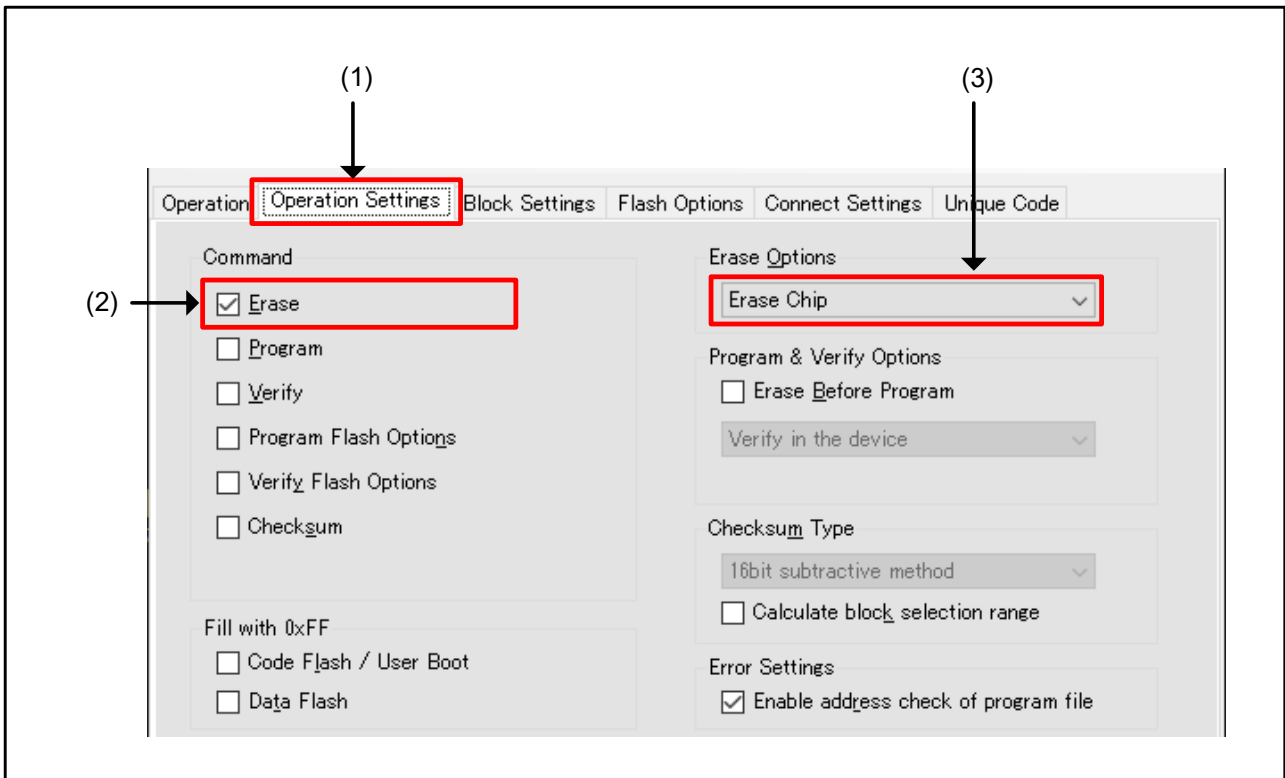 (1)
(3)
Operation Operation Settings Block Settings Flash Options Connect Settings Unique Code
Command
Erase Options
(2)
Erase
Erase Chip
Program
Program & Verify Options
Verify
Erase Before Program
Program Flash Options
Verify in the device
Verify Flash Options
Checksum
Checksum Type
16bit subtractive method
Calculate block selection range
Fill with 0xFF
Code Flash / User Boot
Error Settings
Data Flash
Enable address check of program file